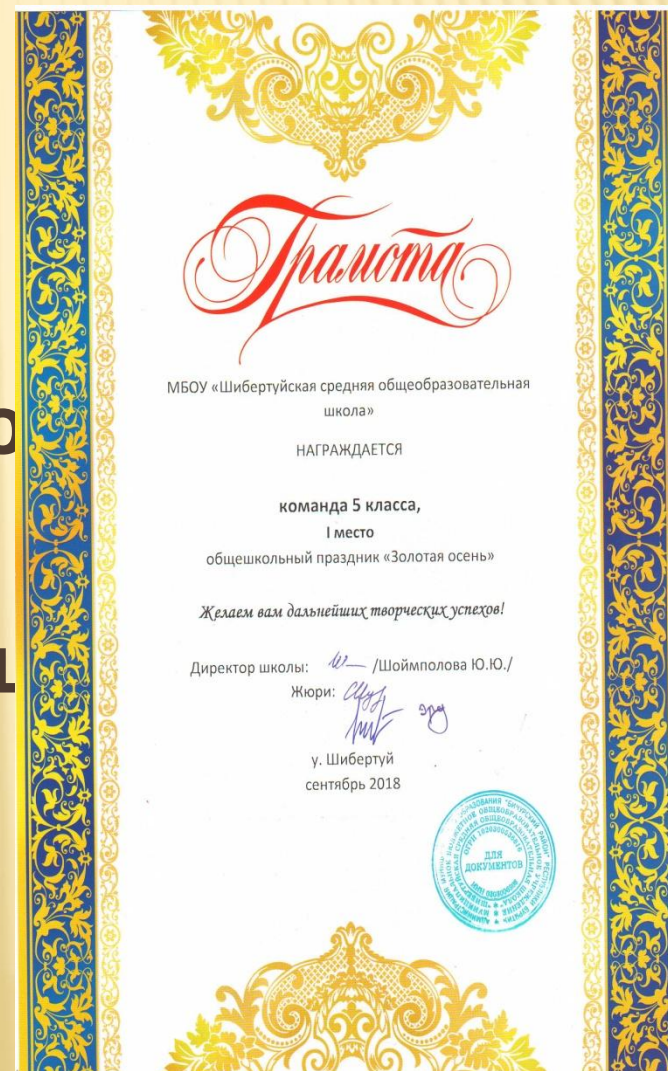 Грамота
МБОУ «Шибертуйская средняя общеобразовательная
школа»
НАГРАЖДАЕТСЯ
команда 5 класса,
I место
общешкольный праздник «Золотая осень»
Желаем вам дальнейших творческих успехов!
Директор школы: /Шоймполова Ю.Ю./
Жюри:
у. Шибертуй
сентябрь 2018
ДЛЯ
ДОКУМЕНТОВ